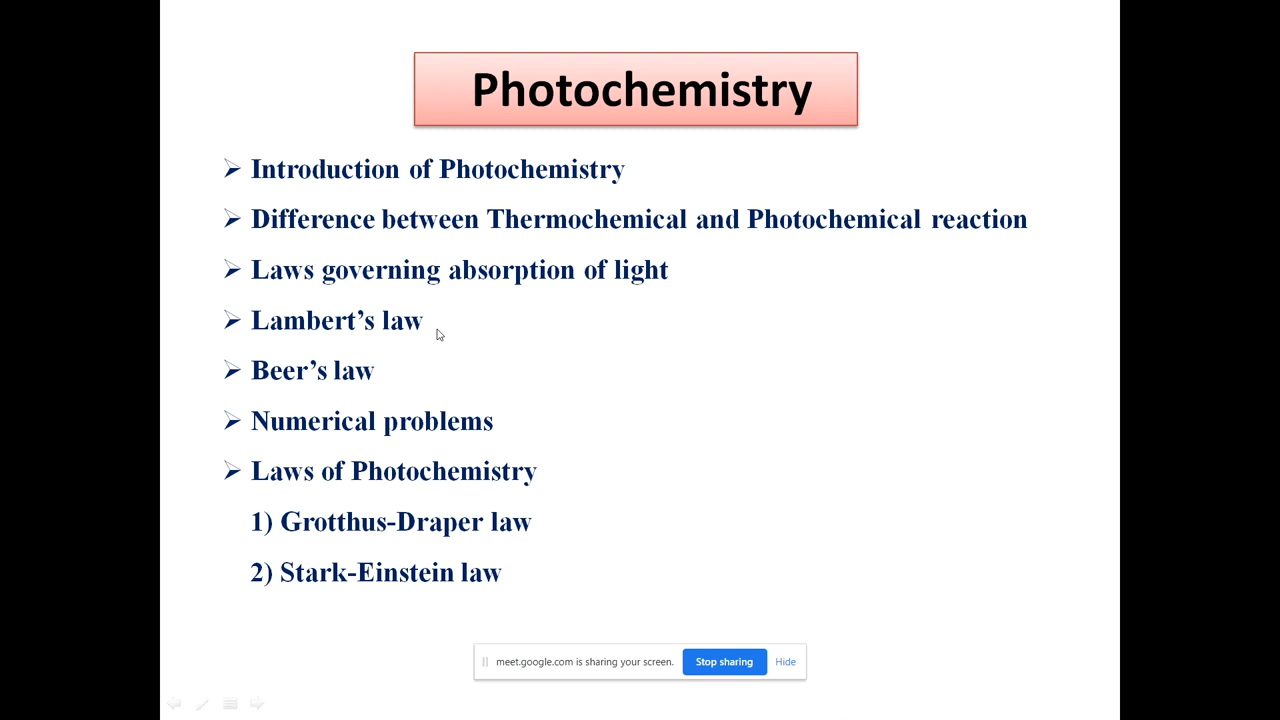 Photochemistry
Introduction of Photochemistry
Difference between Thermochemical and Photochemical reaction
Laws governing absorption of light
Lambert’s law
Beer’s law
Numerical problems
Laws of Photochemistry
1) Grotthus-Draper law
2) Stark-Einstein law
meet.google.com is sharing your screen. Stop sharing Hide